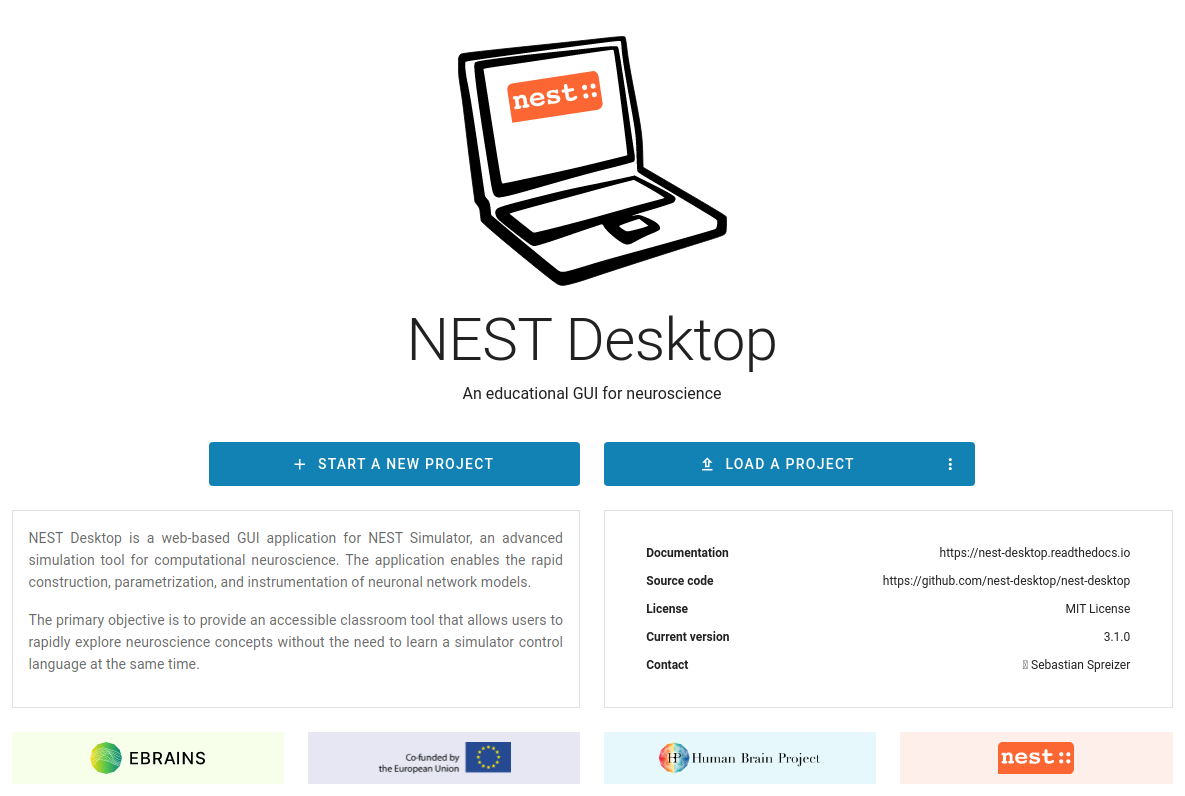 nest::
NEST Desktop
An educational GUI for neuroscience
START A NEW PROJECT
LOAD A PROJECT
NEST Desktop is a web-based GUI application for NEST Simulator, an advanced
simulation tool for computational neuroscience. The application enables the rapid
construction, parametrization, and instrumentation of neuronal network models.
The primary objective is to provide an accessible classroom tool that allows users to
rapidly explore neuroscience concepts without the need to learn a simulator control
language at the same time.
Documentation https://nest-desktop.readthedocs.io
Source code https://github.com/nest-desktop/nest-desktop
License MIT License
Current version 3.1.0
Contact Sebastian Spreizer
EBRAINS
Co-funded by
the European Union
HP Human Brain Project
nest::